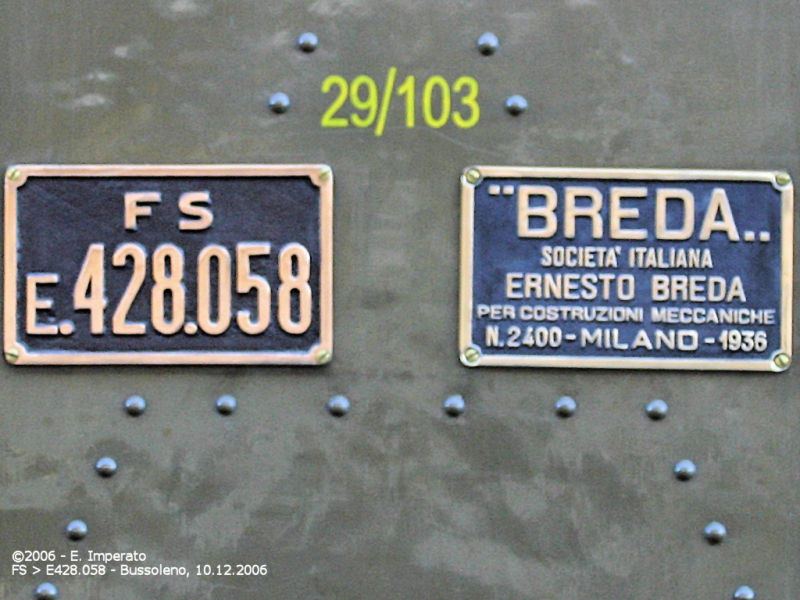 29/103
FS
E.428.058
"BREDA..
SOCIETA' ITALIANA
ERNESTO BREDA
PER COSTRUZIONI MECCANICHE
N. 2400 - MILANO - 1936
©2006 - E. Imperato
FS > E428.058 - Bussoleno, 10.12.2006